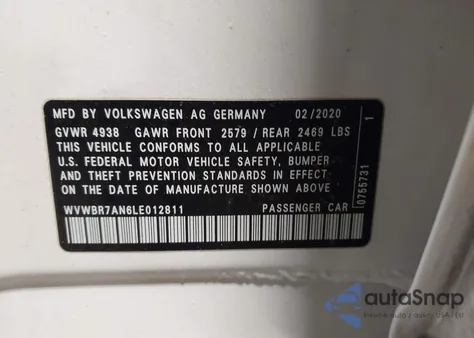 MFD BY VOLKSWAGEN AG GERMANY 02/2020
GVWR 4938 GAWR FRONT 2579 / REAR 2469 LBS
THIS VEHICLE CONFORMS TO ALL APPLICABLE
U.S. FEDERAL MOTOR VEHICLE SAFETY, BUMPER
AND THEFT PREVENTION STANDARDS IN EFFECT
ON THE DATE OF MANUFACTURE SHOWN ABOVE
WVWBR7AN6LE012811 PASSENGER CAR
0755731 1
autoSnap